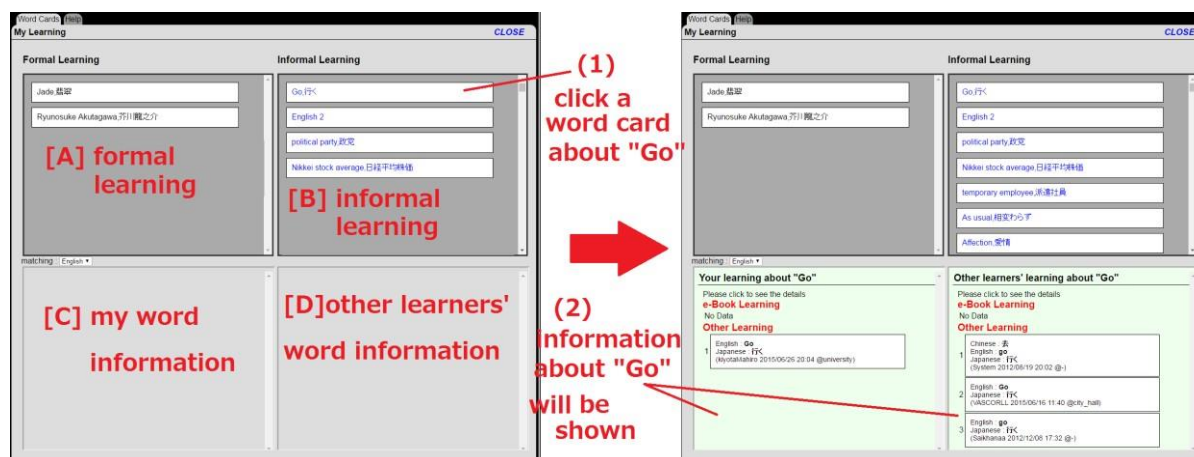 Word Cards Help
My Learning CLOSE
Formal Learning Informal Learning
Jade,翡翠
Ryunosuke Akutagawa,芥川龍之介
Go,行く
English 2
political party,政党
Nikkei stock average,日経平均株価
[A] formal
learning
[B] informal
learning
matching : English
[C] my word
information
[D]other learners'
word information
(1)
click a
word card
about "Go"
(2)
information
about "Go"
will be
shown
Word Cards Help
My Learning CLOSE
Formal Learning Informal Learning
Jade,翡翠
Ryunosuke Akutagawa,芥川龍之介
Go,行く
English 2
political party,政党
Nikkei stock average,日経平均株価
temporary employee,派遣社員
As usual,相変わらず
Affection,愛情
matching : English
Your learning about "Go"
Please click to see the details
e-Book Learning
No Data
Other Learning
1
English : Go
Japanese : 行く
(kiyotaMahiro 2015/06/26 20:04 @university)
Other learners' learning about "Go"
Please click to see the details
e-Book Learning
No Data
Other Learning
1
Chinese : 去
English : go
Japanese : 行く
(System 2012/08/19 20:02 @-)
2
English : Go
Japanese : 行く
(VASCORLL 2015/06/16 11:40 @city_hall)
3
English : go
Japanese : 行く
(Saikhanaa 2012/12/08 17:32 @-)